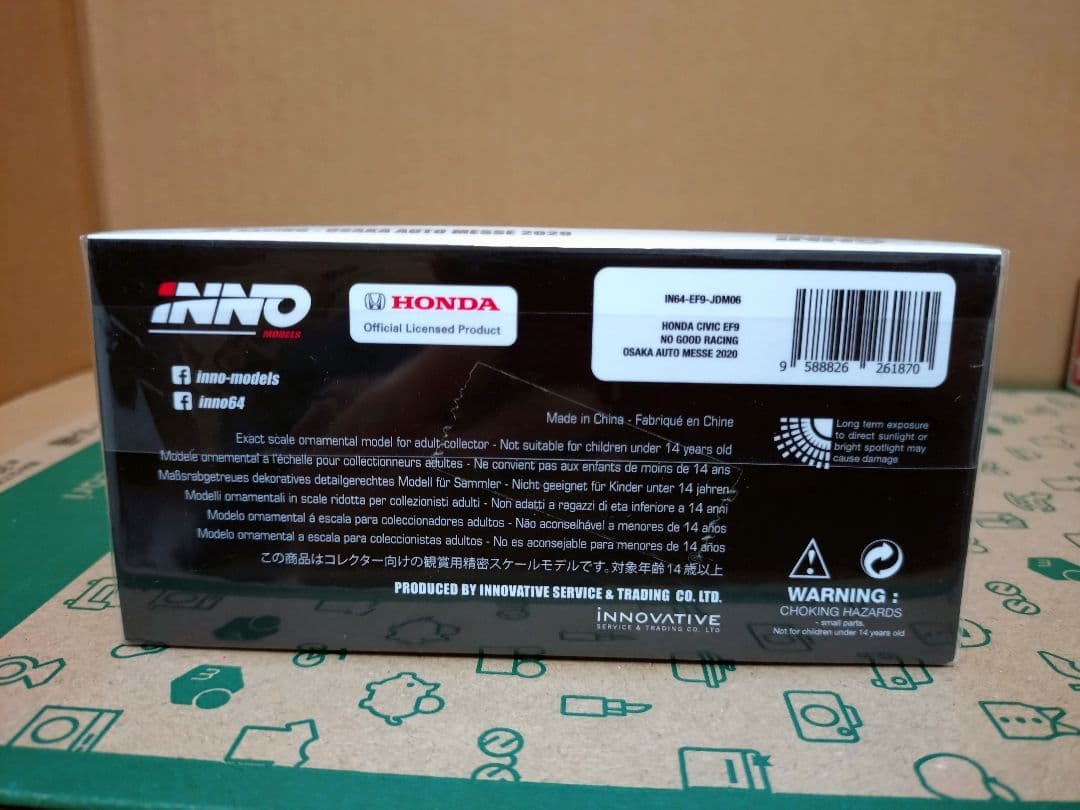 OSAKA AUTO MESSE 2020
INNO
INNO
MODELS
HONDA
Official Licensed Product
inno-models
inno64
IN64-EF9-JDM06
HONDA CIVIC EF9
NO GOOD RACING
OSAKA AUTO MESSE 2020
9 588826 261870
Made in China - Fabriqué en Chine
Exact scale ornamental model for adult collector - Not suitable for children under 14 years old
Modele ornemental a l'échelle pour collectionneurs adultes - Ne convient pas aux enfants de moins de 14 ans
Maßsrabgetreues dekoratives detailgerechtes Modell für Sammler - Nicht geeignet für Kinder unter 14 jahren
Modelli ornamentali in scale ridotta per collezionisti adulti - Non adatti a ragazzi di eta inferiore a 14 anni
Modelo ornamental á escala para coleccionadores adultos - Não aconselhável a menores de 14 años
Modelo ornamental a escala para coleccionistas adultos - No es aconsejable para menores de 14 años
この商品はコレクター向けの観賞用精密スケールモデルです。対象年齢14歳以上
PRODUCED BY INNOVATIVE SERVICE & TRADING CO. LTD.
iNNOVATIVE
SERVICE & TRADING CO. LTD
Long term exposure
to direct sunlight or
bright spotlight may
cause damage
WARNING :
CHOKING HAZARDS
- small parts.
Not for children under 14 years old